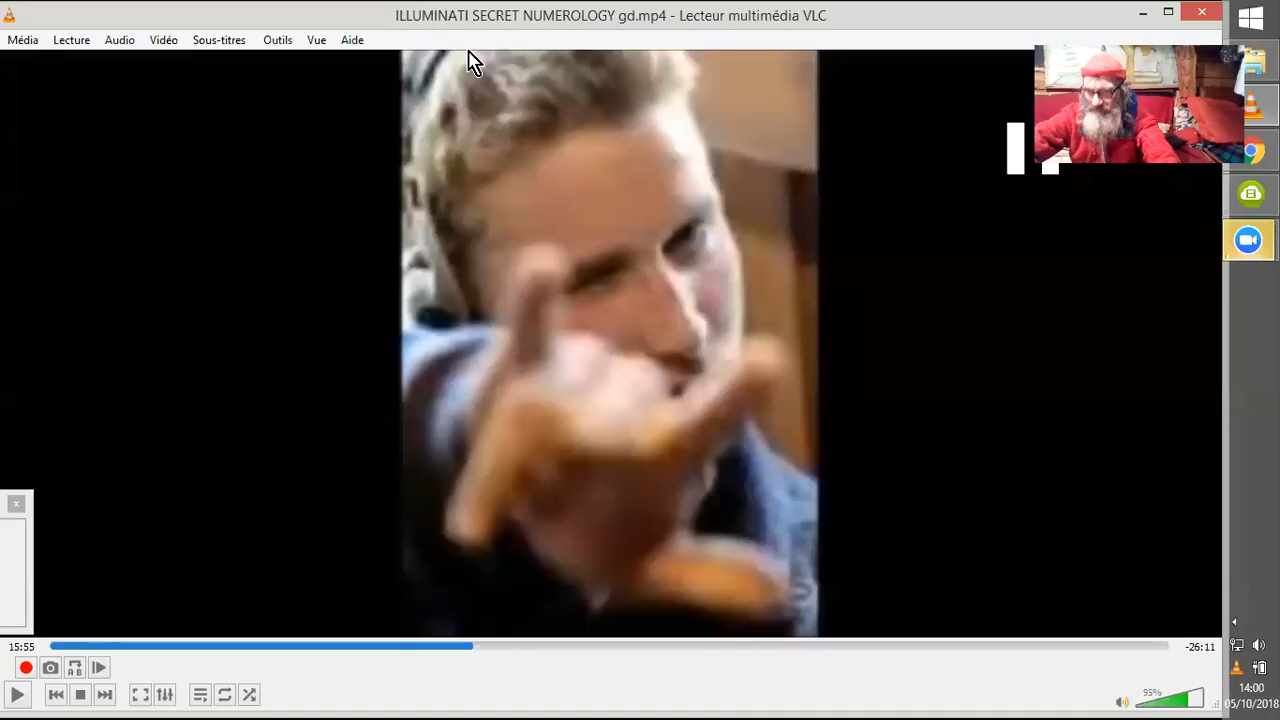 ILLUMINATI SECRET NUMEROLOGY gd.mp4 - Lecteur multimédia VLC
Média Lecture Audio Vidéo Sous-titres Outils Vue Aide
15:55
-26:11
95%
14:00
05/10/2018